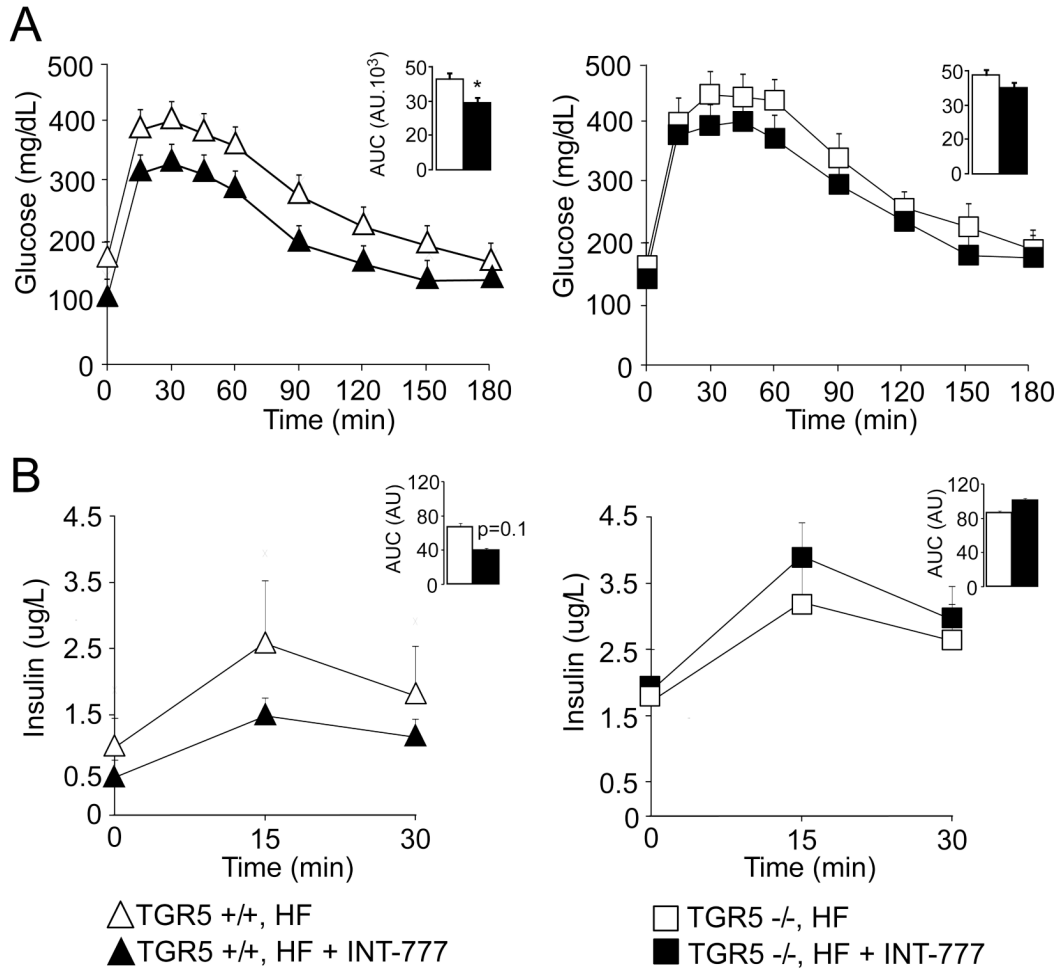 A
500
400
300
200
100
0
Glucose (mg/dL)
0 30 60 90 120 150 180
Time (min)
50
30
20
0
AUC (AU.10³)
*
500
400
300
200
100
0
Glucose (mg/dL)
0 30 60 90 120 150 180
Time (min)
50
30
20
0
B
4.5
3.5
2.5
1.5
0.5
0
Insulin (ug/L)
0 15 30
Time (min)
120
80
40
0
AUC (AU)
p=0.1
4.5
3.5
2.5
1.5
0.5
0
Insulin (ug/L)
0 15 30
Time (min)
120
80
40
0
AUC (AU)
TGR5 +/+, HF
TGR5 +/+, HF + INT-777
TGR5 -/-, HF
TGR5 -/-, HF + INT-777